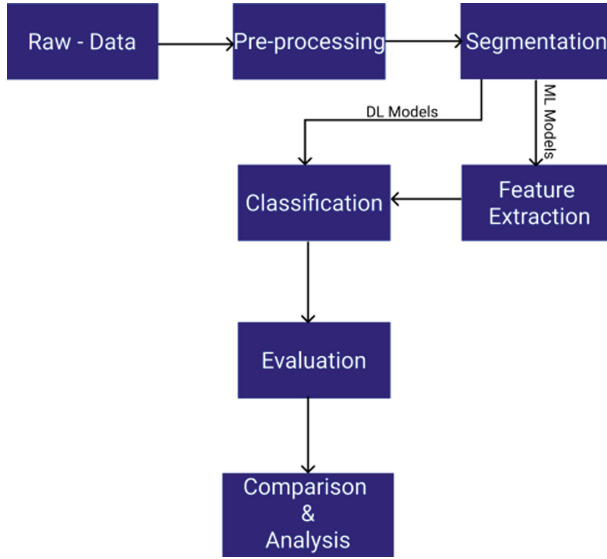 Raw - Data
Pre-processing
Segmentation
DL Models
ML Models
Classification
Feature
Extraction
Evaluation
Comparison
&
Analysis